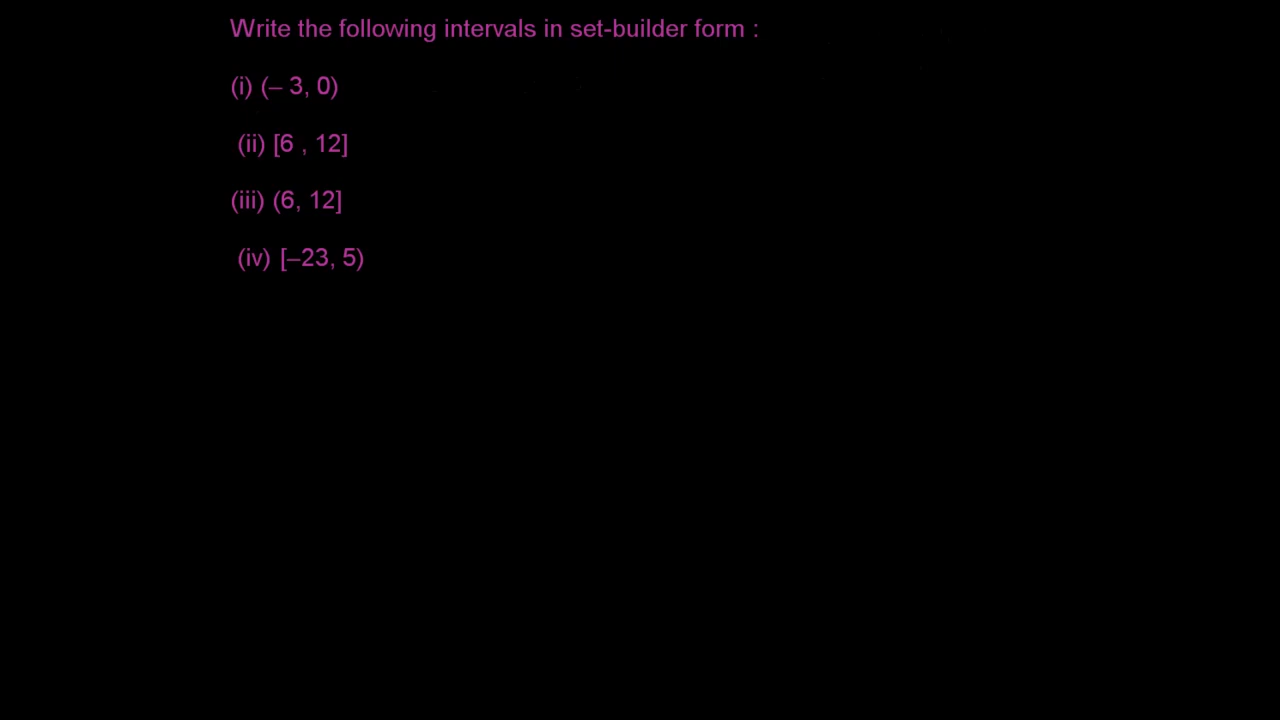 Write the following intervals in set-builder form :
(i) (– 3, 0)
(ii) [6 , 12]
(iii) (6, 12]
(iv) [–23, 5)